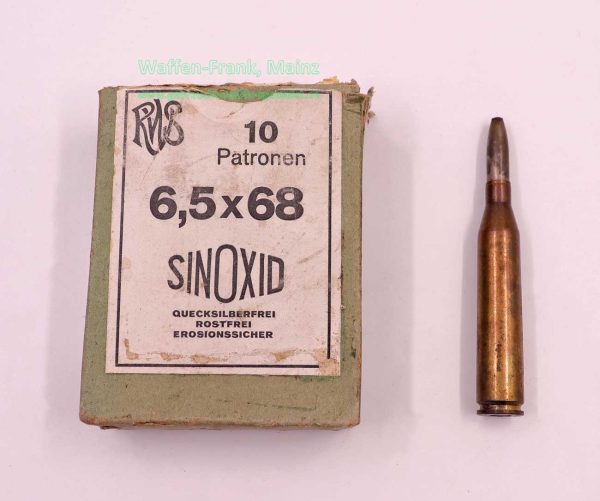 Waffen-Frank, Mainz
RWS
10
Patronen
6,5x68
SINOXID
QUECKSILBERFREI
ROSTFREI
EROSIONSSICHER